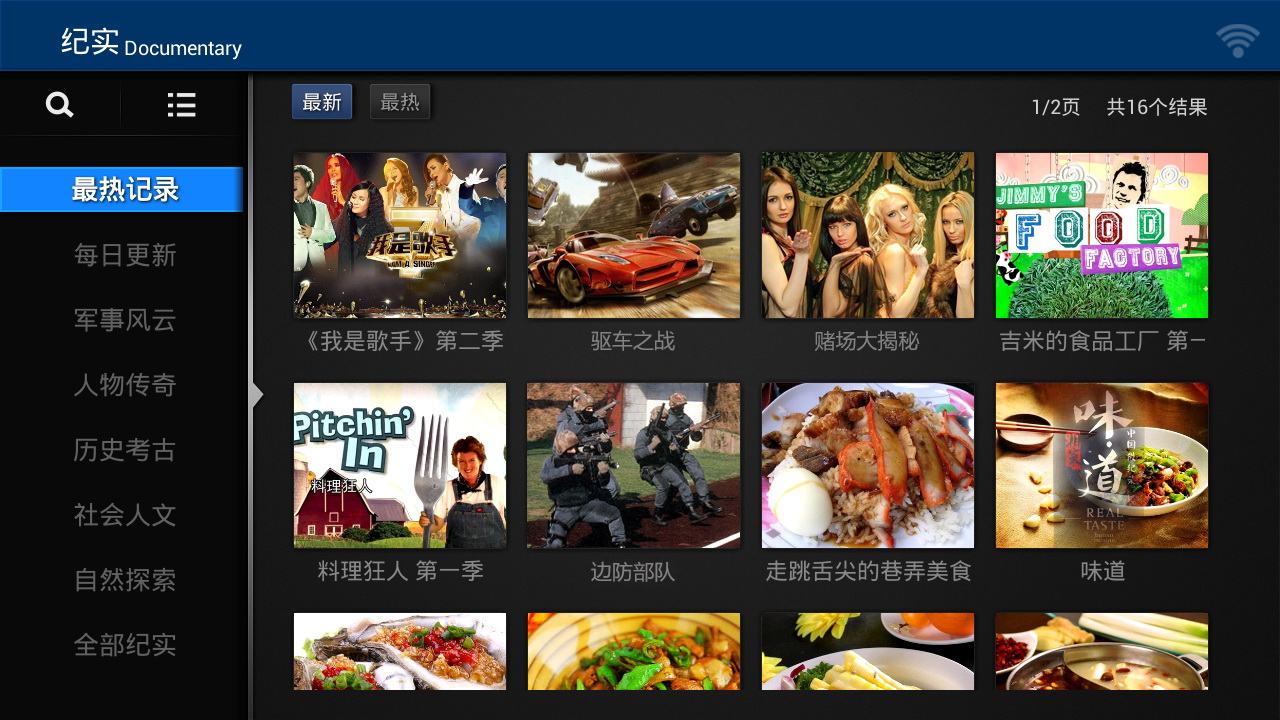 纪实 Documentary
最新 最热
1/2页 共16个结果
最热记录
每日更新
军事风云
人物传奇
历史考古
社会人文
自然探索
全部纪实
我是歌手
I AM A SINGER
JIMMY'S
FOOD
FACTORY
《我是歌手》第二季
驱车之战
赌场大揭秘
吉米的食品工厂 第一
Pitchin'
In
料理狂人
味·道
REAL
TASTE
料理狂人 第一季
边防部队
走跳舌尖的巷弄美食
味道